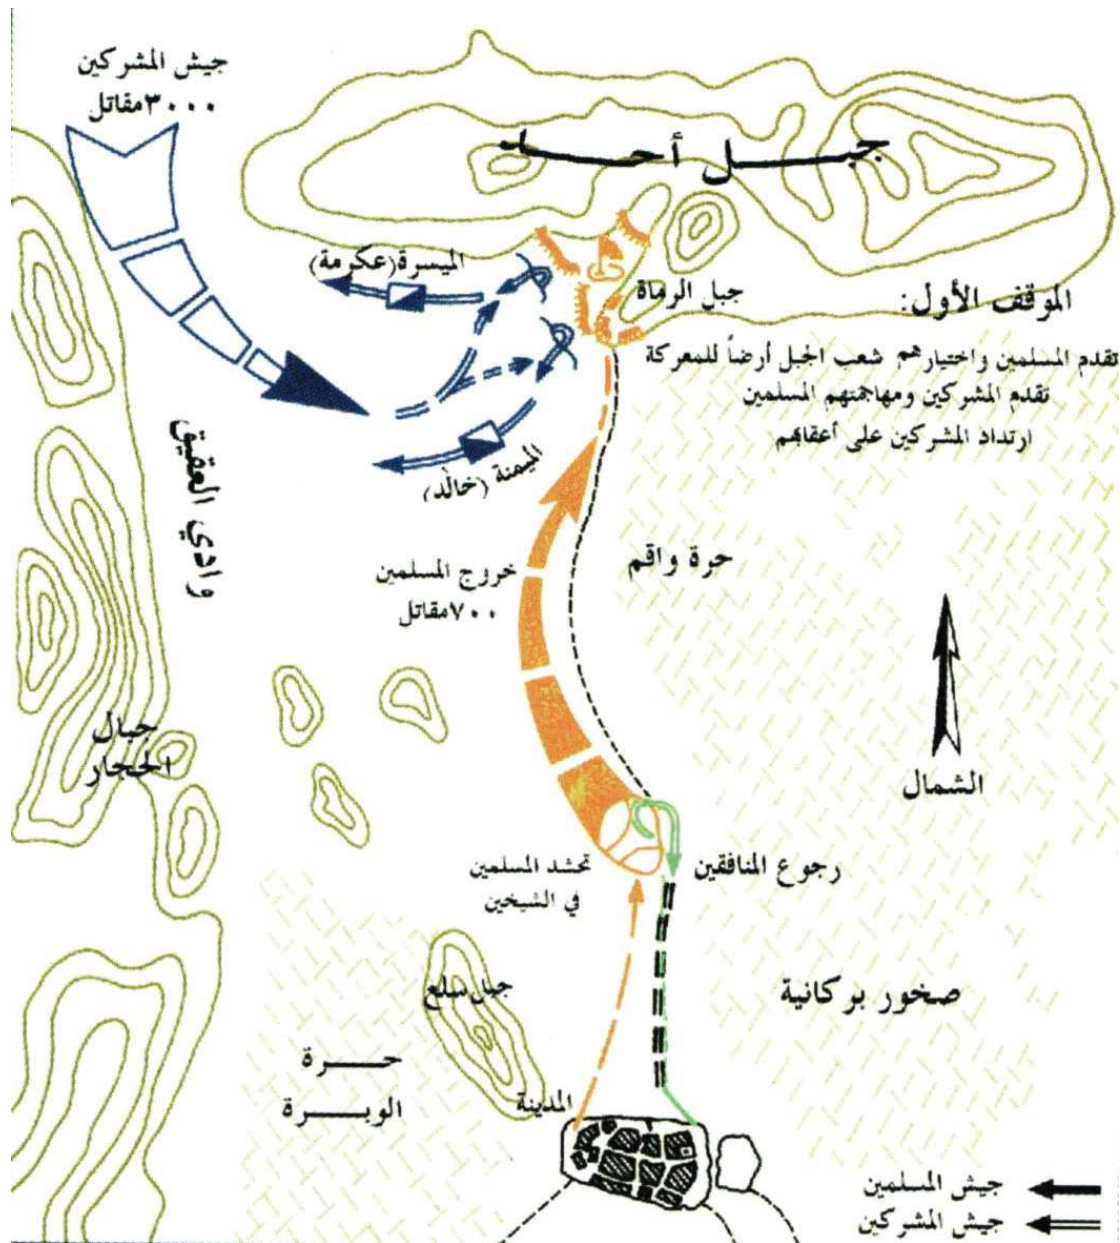 جيش المشركين
٣٠٠٠ مقاتل
جبل أحد
الميسرة (عكرمة)
جبل الرماة
الموقف الأول:
تقدم المسلمين واختيارهم شعب الجبل أرضاً للمعركة
تقدم المشركين ومهاجمتهم المسلمين
ارتداد المشركين على أعقابهم
الميمنة (خالد)
وادي العقيق
حرة واقم
خروج المسلمين
٧٠٠ مقاتل
الشمال
جبال
الحجار
رجوع المنافقين
تحشد المسلمين
في الشيخين
جبل سلع
صخور بركانية
حرة
الوبرة
المدينة
جيش المسلمين
جيش المشركين